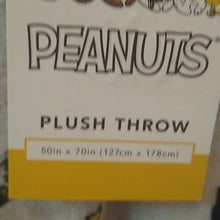 PEANUTS
PLUSH THROW
50in x 70in (127cm x 178cm)